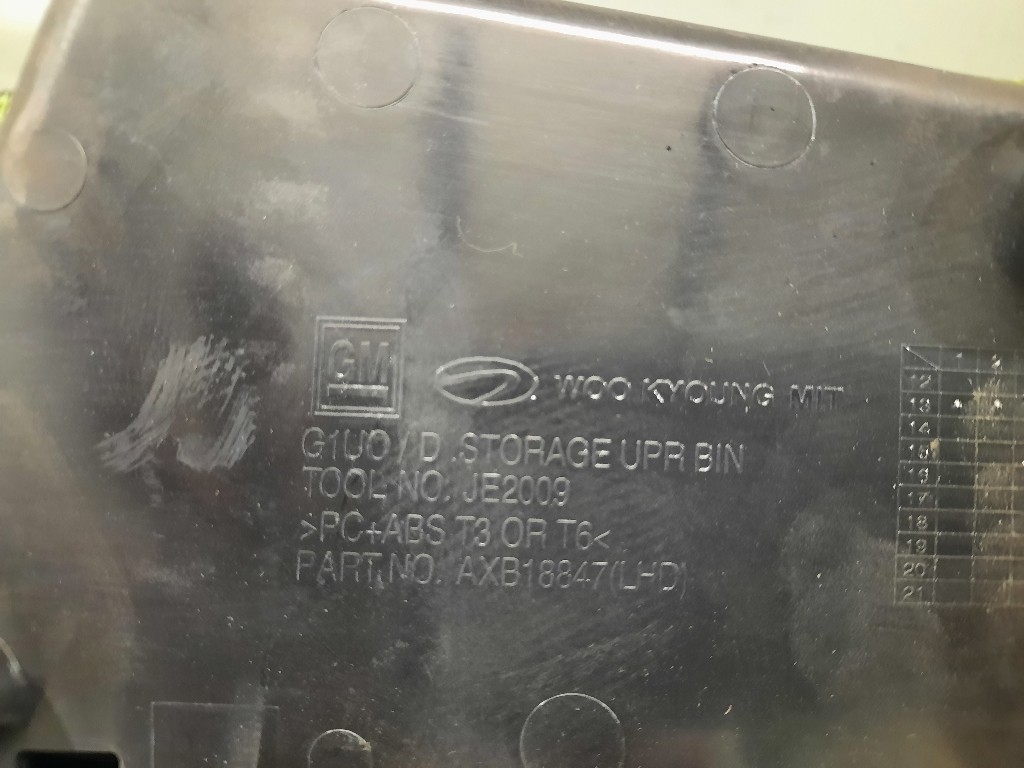 GM WOO KYOUNG MIT
G1UO / D .STORAGE UPR BIN
TOOL NO. JE2009
>PC+ABS T3 OR T6<
PART NO. AXB18847(LHD)
1
12
13
14
15
16
17
18
19
20
21